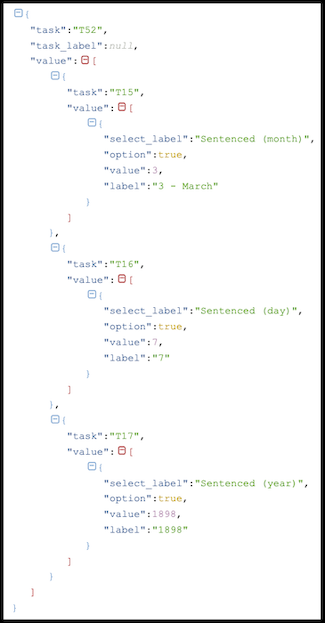 {
"task":"T52",
"task_label":null,
"value":[
{
"task":"T15",
"value":[
{
"select_label":"Sentenced (month)",
"option":true,
"value":3,
"label":"3 - March"
}
]
},
{
"task":"T16",
"value":[
{
"select_label":"Sentenced (day)",
"option":true,
"value":7,
"label":"7"
}
]
},
{
"task":"T17",
"value":[
{
"select_label":"Sentenced (year)",
"option":true,
"value":1898,
"label":"1898"
}
]
}
]
}